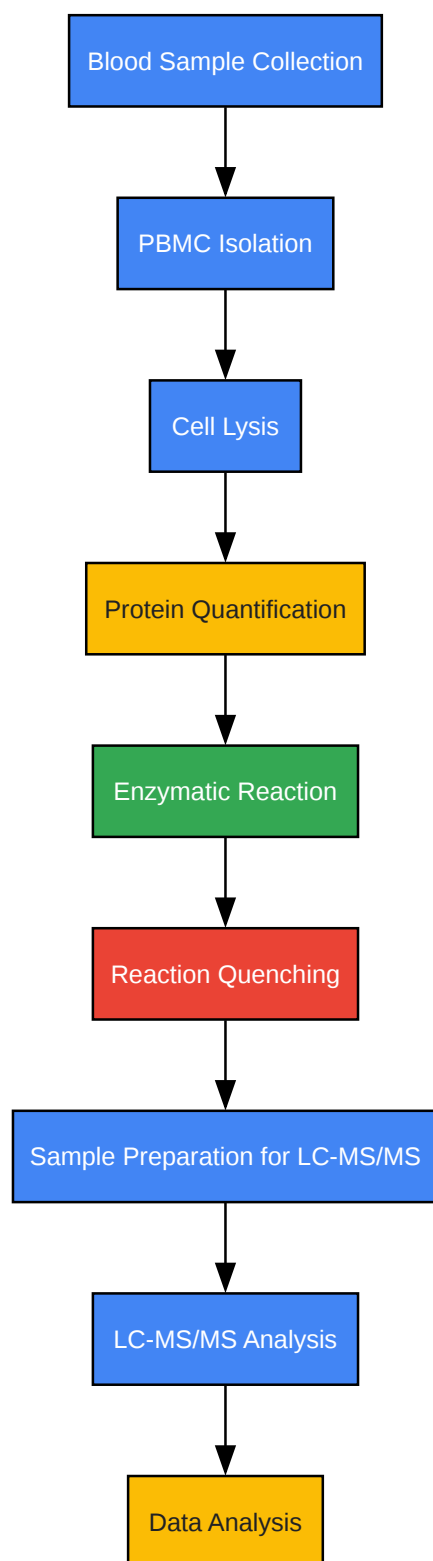 Blood Sample Collection
PBMC Isolation
Cell Lysis
Protein Quantification
Enzymatic Reaction
Reaction Quenching
Sample Preparation for LC-MS/MS
LC-MS/MS Analysis
Data Analysis